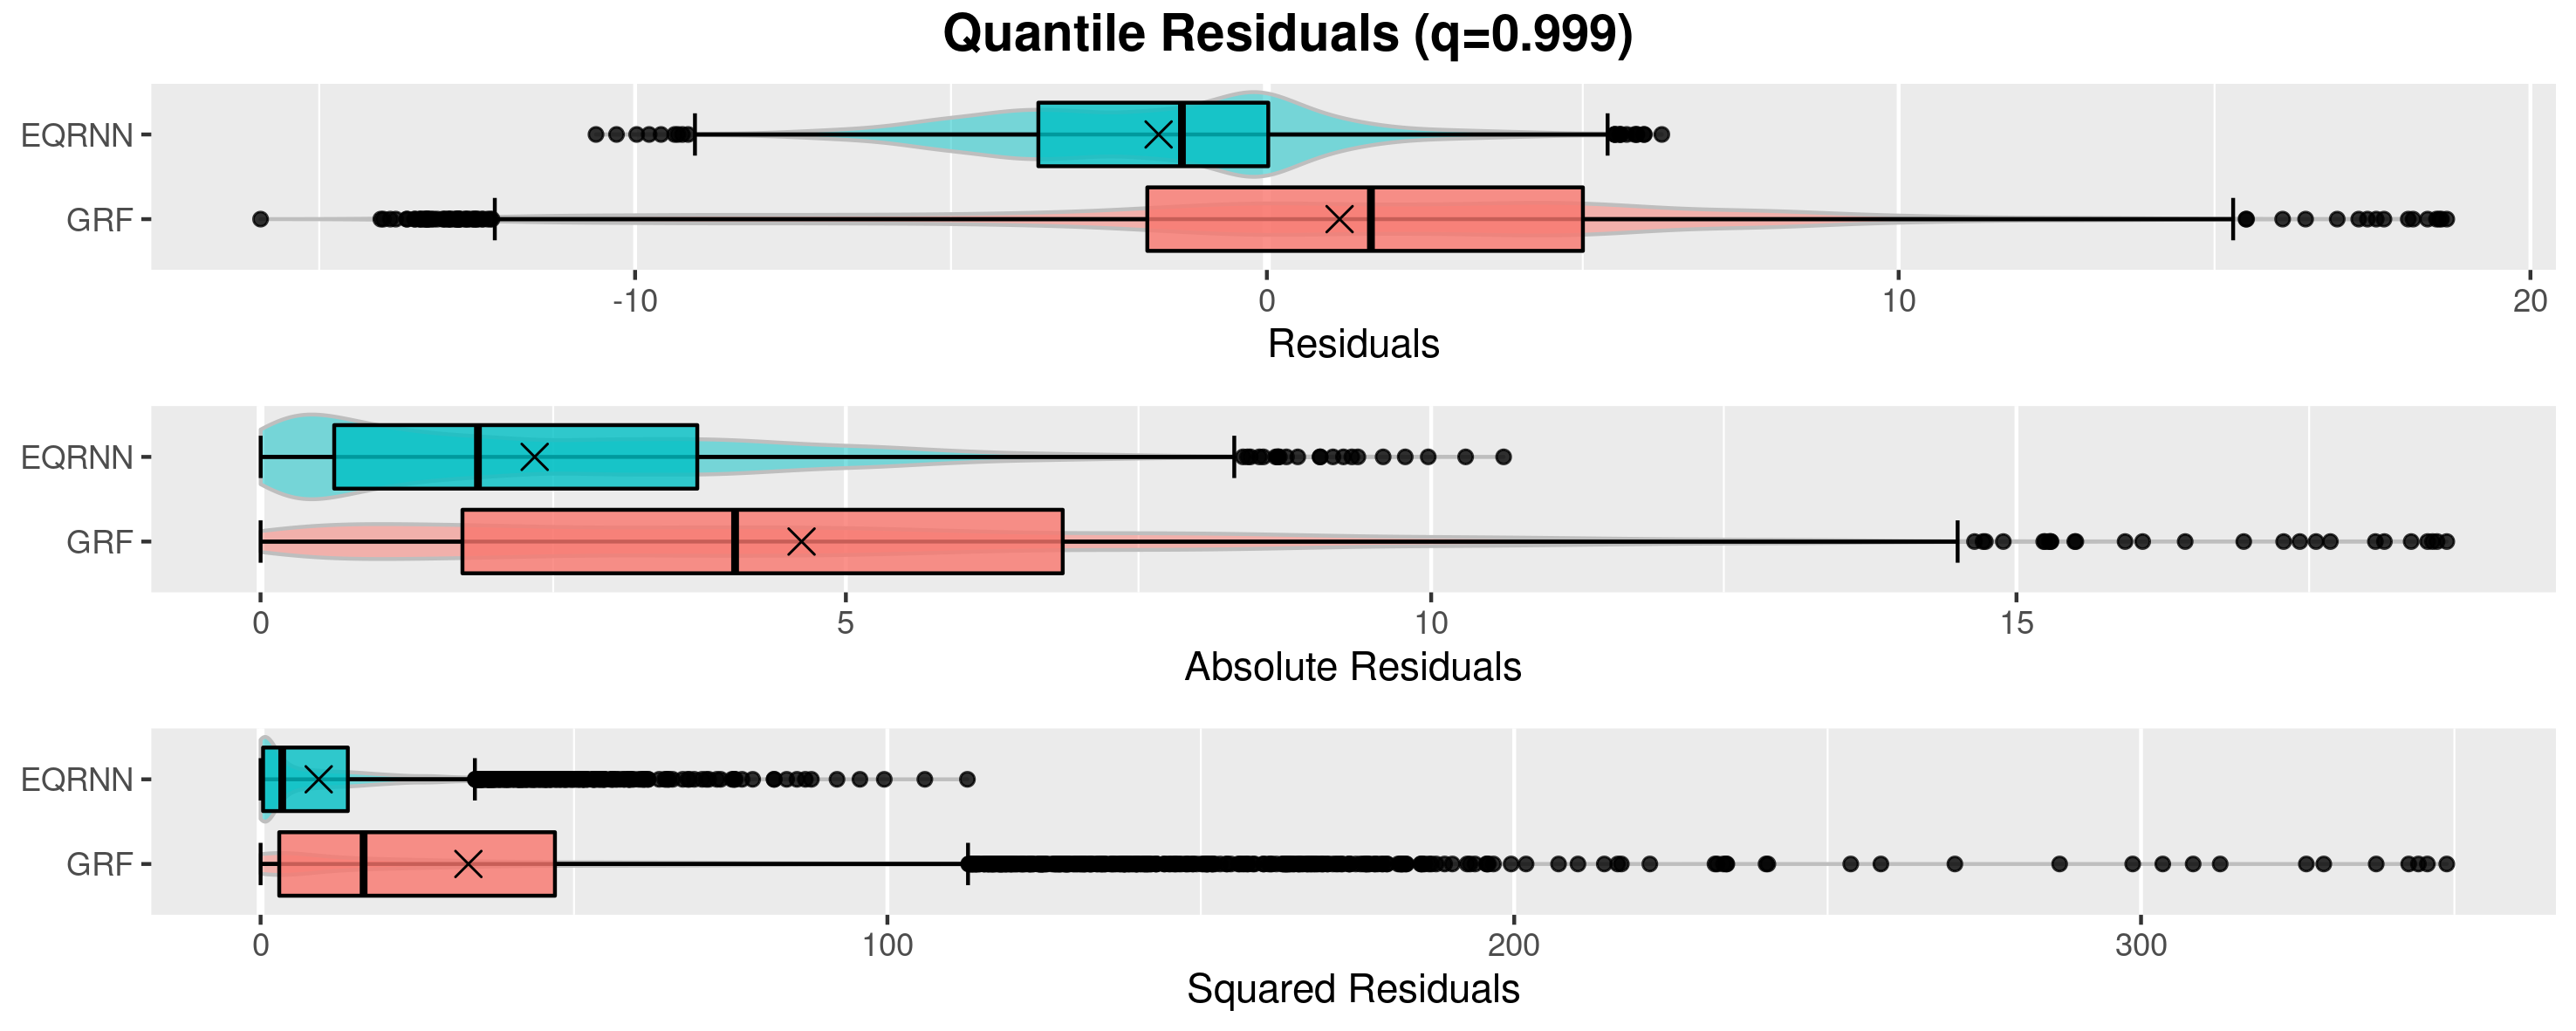 Quantile Residuals (q=0.999)
EQRNN
GRF
-10 0 10 20
Residuals
EQRNN
GRF
0 5 10 15
Absolute Residuals
EQRNN
GRF
0 100 200 300
Squared Residuals